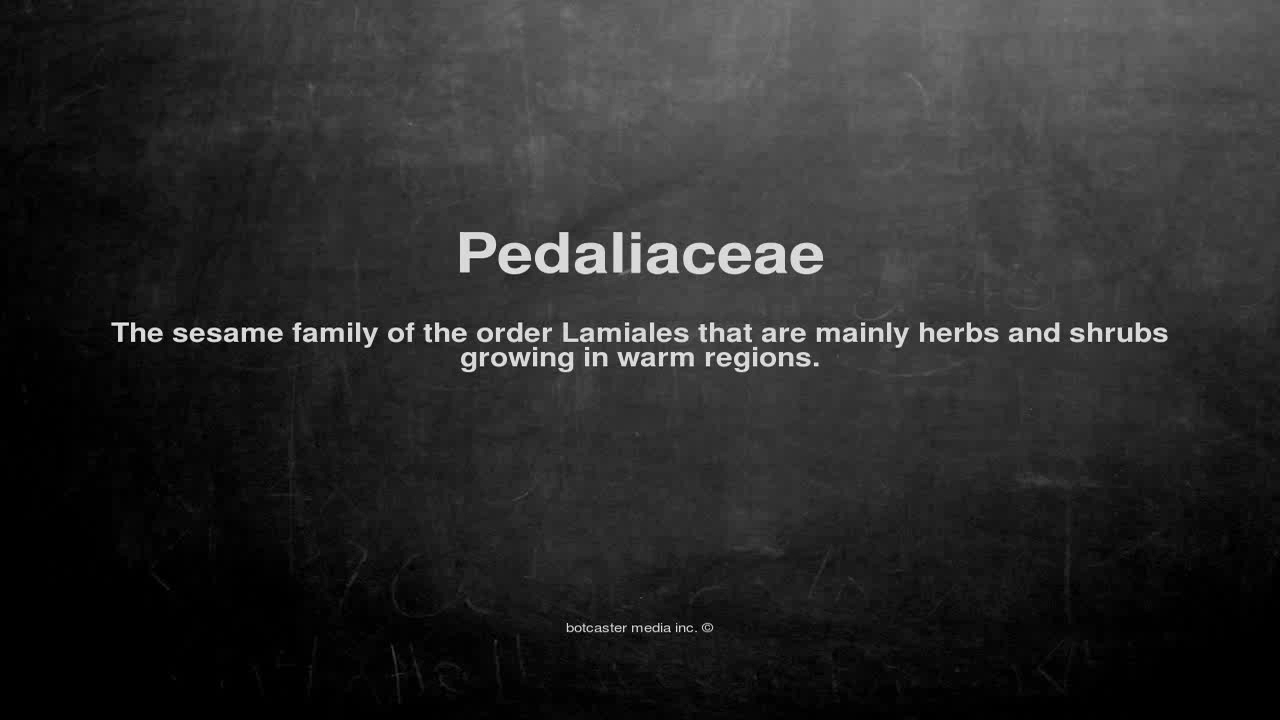 Pedaliaceae
The sesame family of the order Lamiales that are mainly herbs and shrubs
growing in warm regions.
botcaster media inc. ©